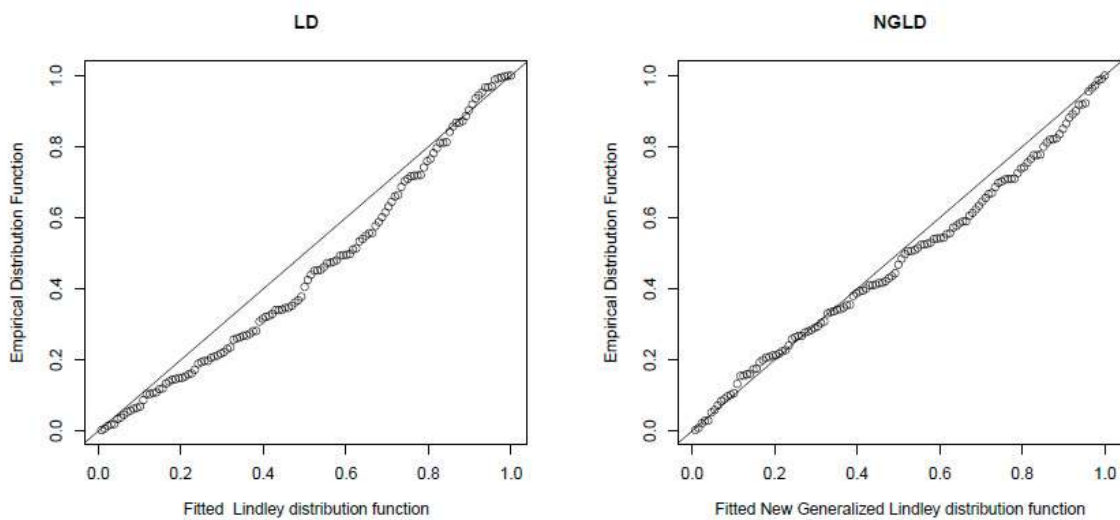 LD
Empirical Distribution Function
1.0
0.8
0.6
0.4
0.2
0.0
0.0 0.2 0.4 0.6 0.8 1.0
Fitted Lindley distribution function
NGLD
Empirical Distribution Function
1.0
0.8
0.6
0.4
0.2
0.0
0.0 0.2 0.4 0.6 0.8 1.0
Fitted New Generalized Lindley distribution function